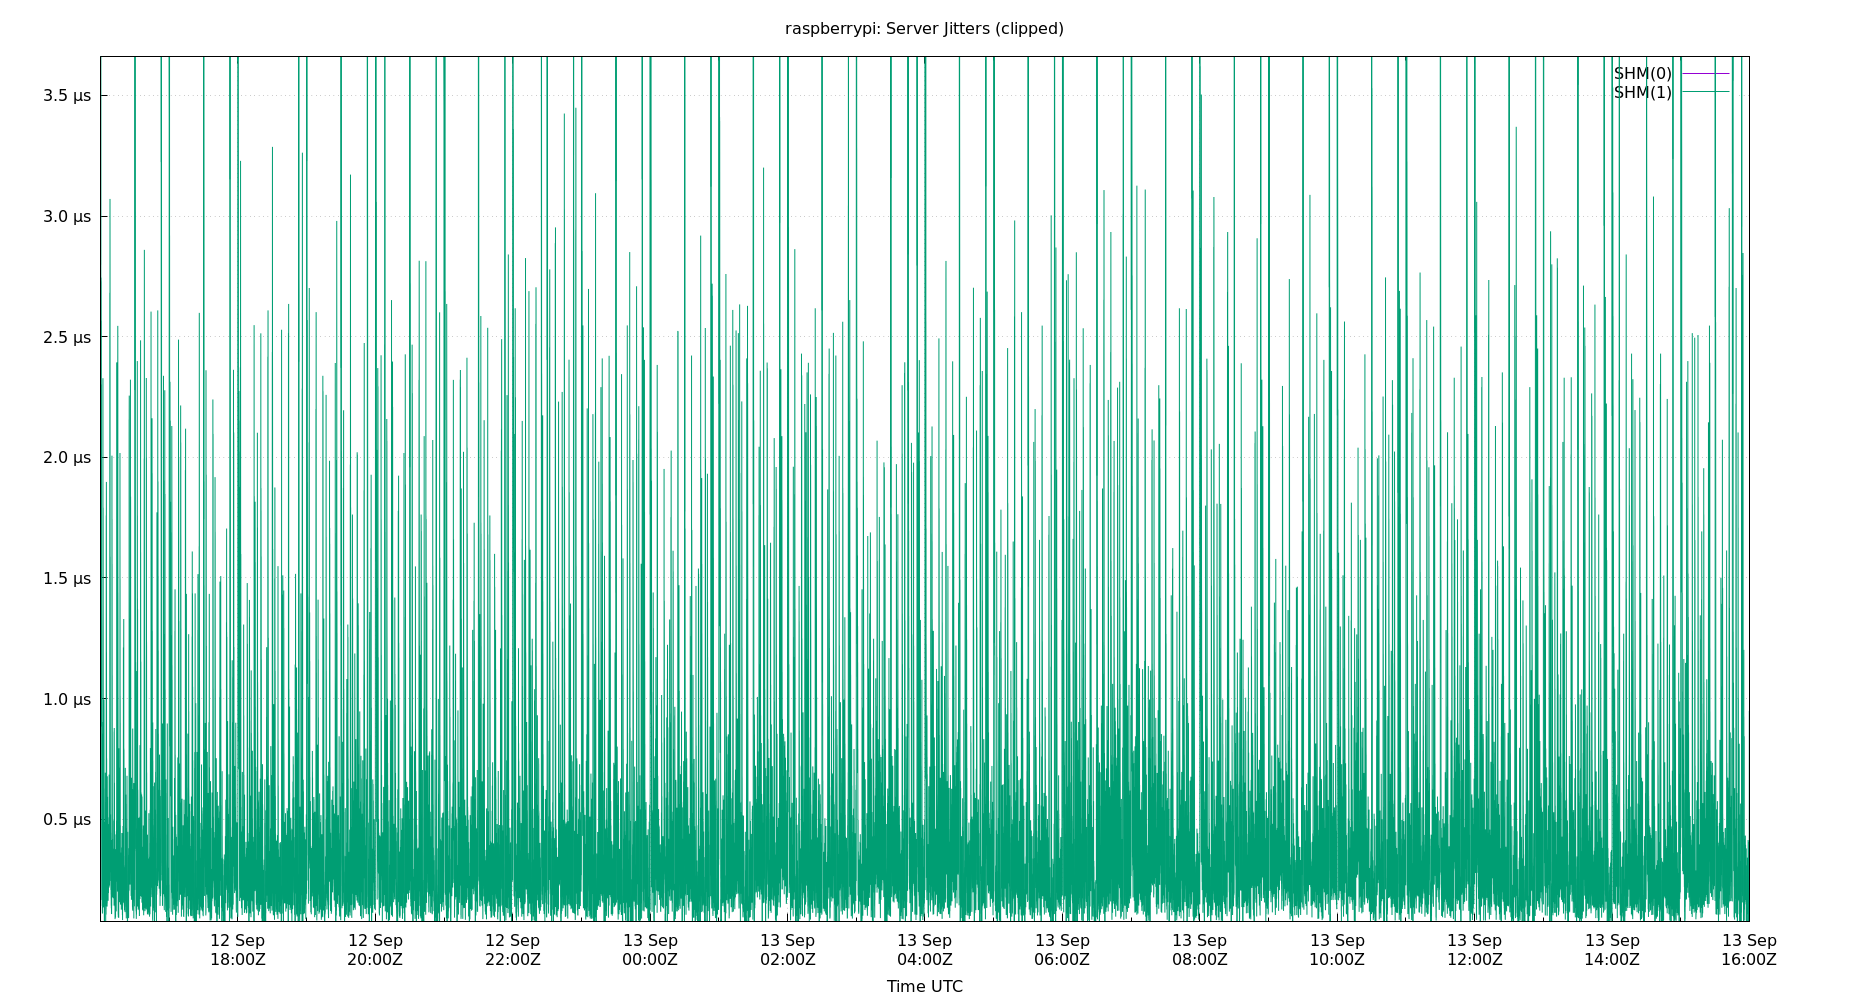 raspberrypi: Server Jitters (clipped)
SHM(0)
SHM(1)
3.5 µs
3.0 µs
2.5 µs
2.0 µs
1.5 µs
1.0 µs
0.5 µs
12 Sep 12 Sep 12 Sep 13 Sep 13 Sep 13 Sep 13 Sep 13 Sep 13 Sep 13 Sep 13 Sep 13 Sep
18:00Z 20:00Z 22:00Z 00:00Z 02:00Z 04:00Z 06:00Z 08:00Z 10:00Z 12:00Z 14:00Z 16:00Z
Time UTC